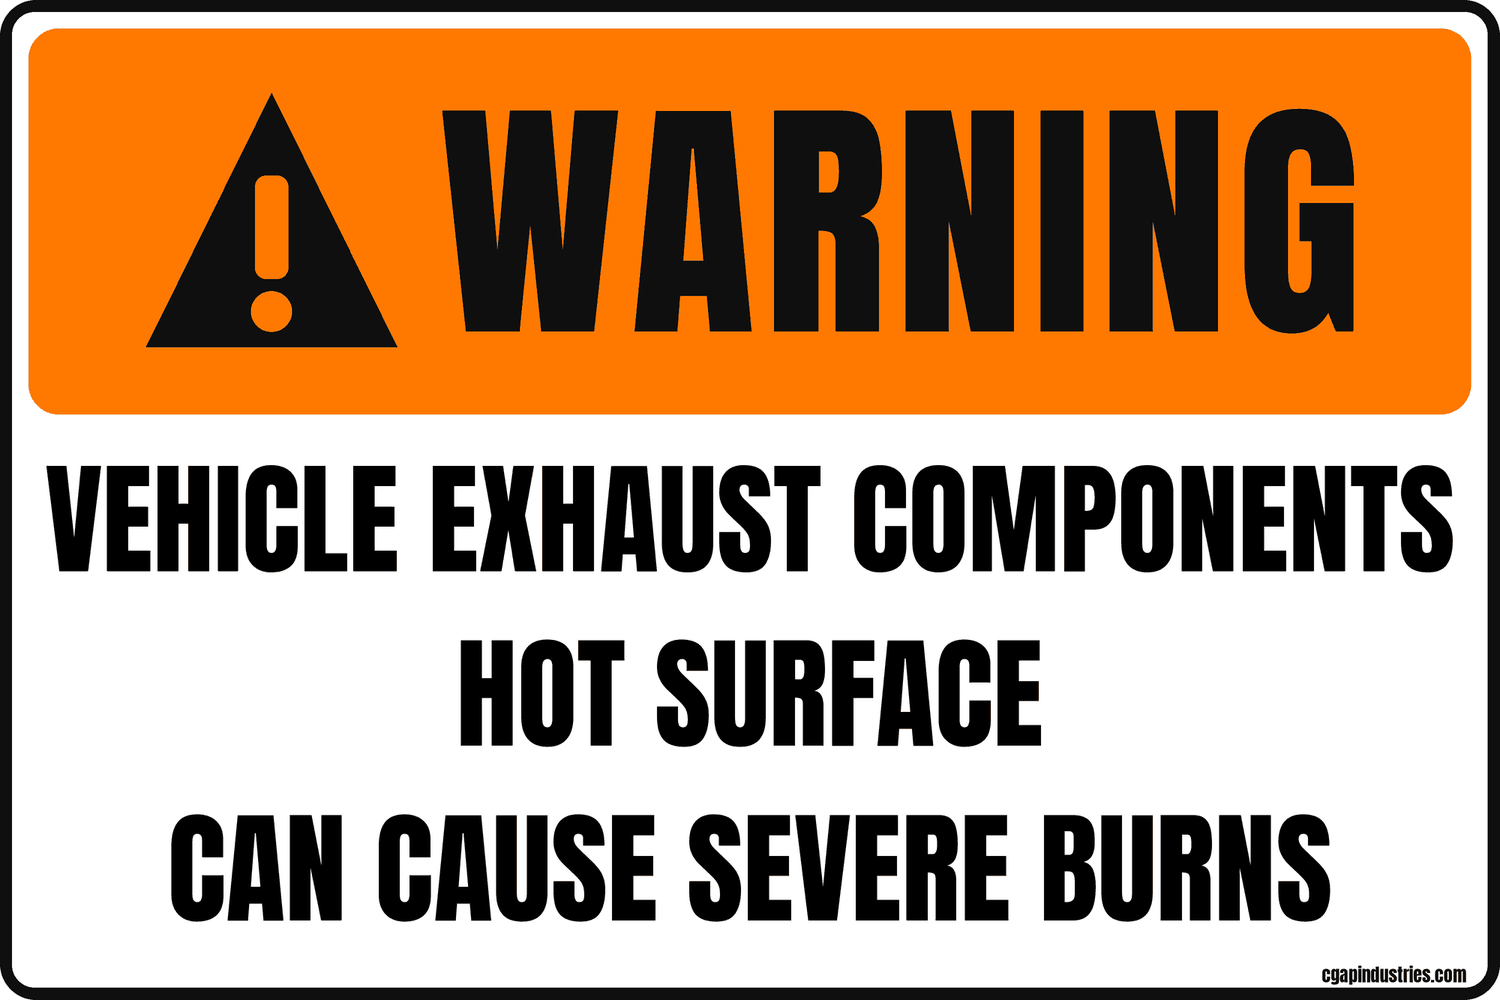 WARNING
VEHICLE EXHAUST COMPONENTS
HOT SURFACE
CAN CAUSE SEVERE BURNS
cgapindustries.com